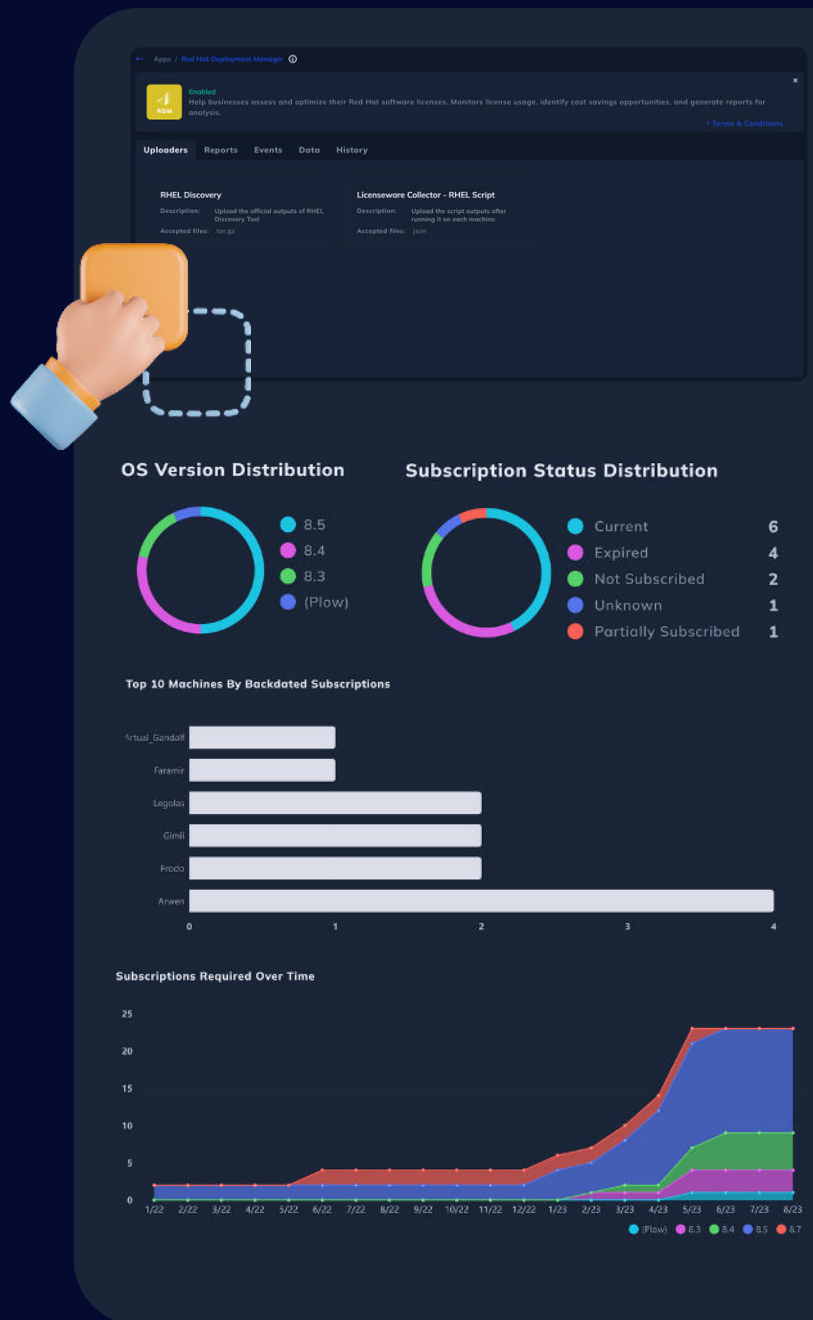 ← Apps / Red Hat Deployment Manager
Enabled
Help businesses assess and optimize their Red Hat software licenses. Monitors license usage, identify cost savings opportunities, and generate reports for
analysis.
RDM
Terms & Conditions
Uploaders Reports Events Data History
RHEL Discovery
Description: Upload the official outputs of RHEL
Discovery Tool
Accepted files: .tar.gz
Licenseware Collector - RHEL Script
Description: Upload the script outputs after
running it on each machine.
Accepted files: .json
OS Version Distribution
8.5
8.4
8.3
(Plow)
Subscription Status Distribution
Current 6
Expired 4
Not Subscribed 2
Unknown 1
Partially Subscribed 1
Top 10 Machines By Backdated Subscriptions
irtual_Gandalf
Faramir
Legolas
Gimli
Frodo
Arwen
0 1 2 3 4
Subscriptions Required Over Time
25
20
15
10
5
0
1/22 2/22 3/22 4/22 5/22 6/22 7/22 8/22 9/22 10/22 11/22 12/22 1/23 2/23 3/23 4/23 5/23 6/23 7/23 8/23
(Plow) 8.3 8.4 8.5 8.7